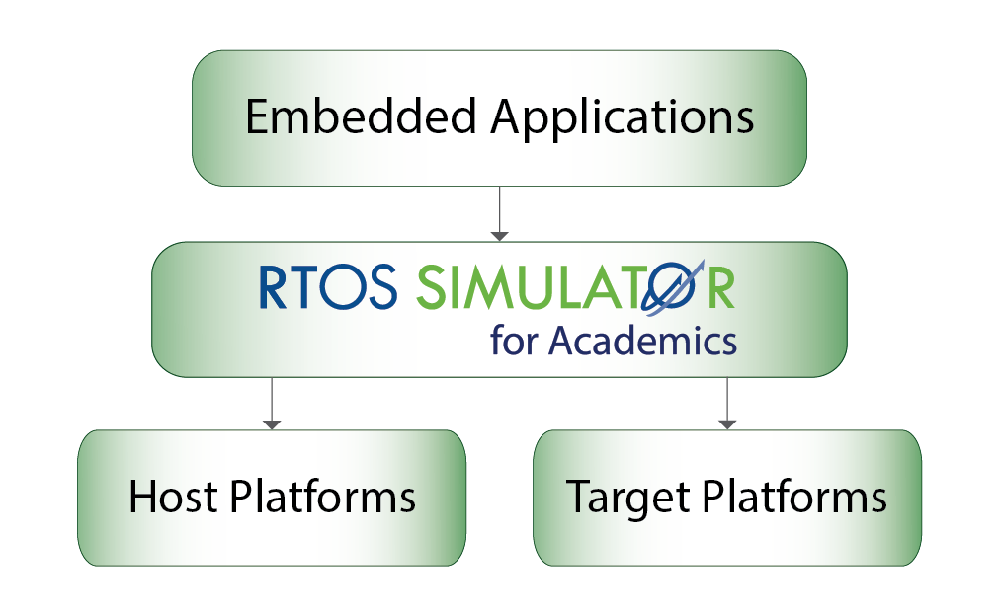 Embedded Applications
RTOS SIMULATOR
for Academics
Host Platforms
Target Platforms